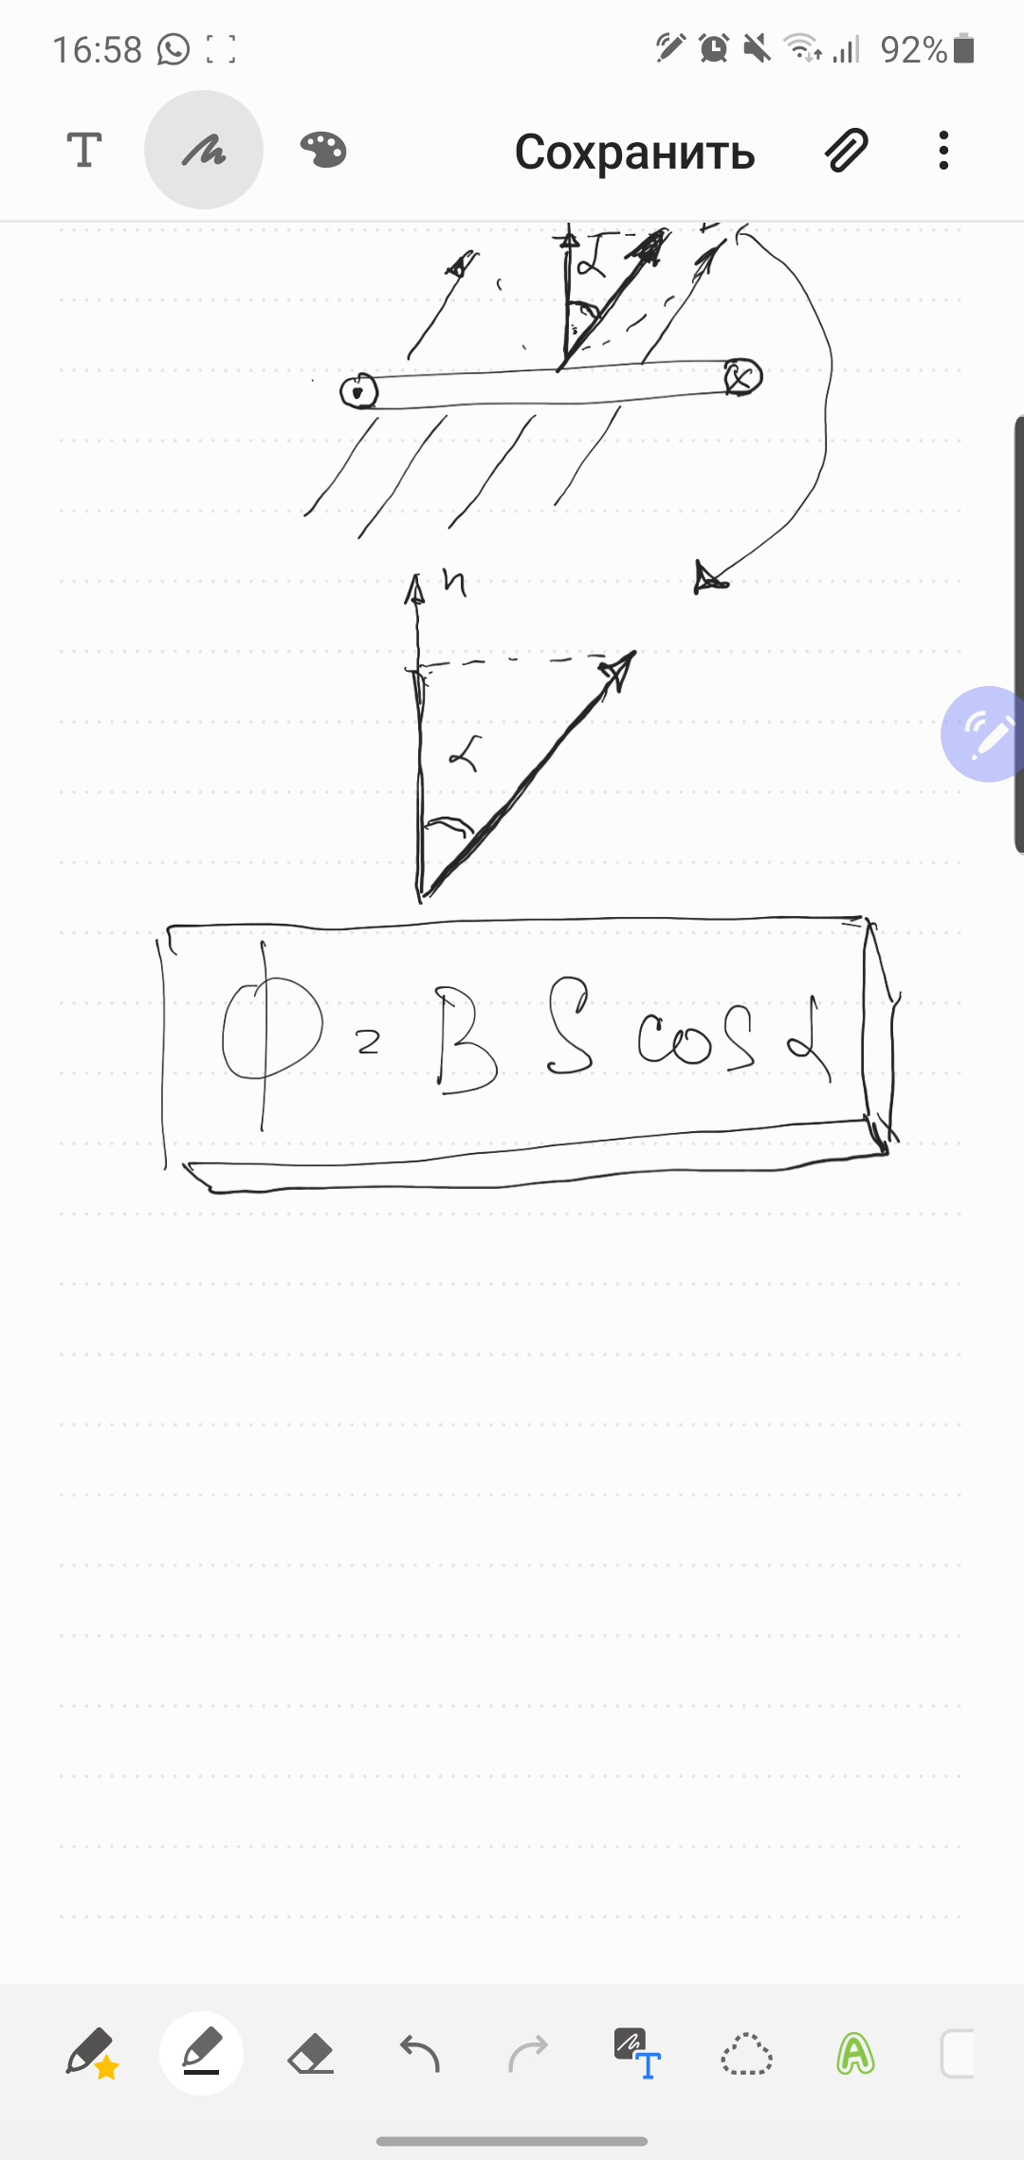 16:58 92%
T Сохранить
α
n
α
Φ = B S cos α
T
A